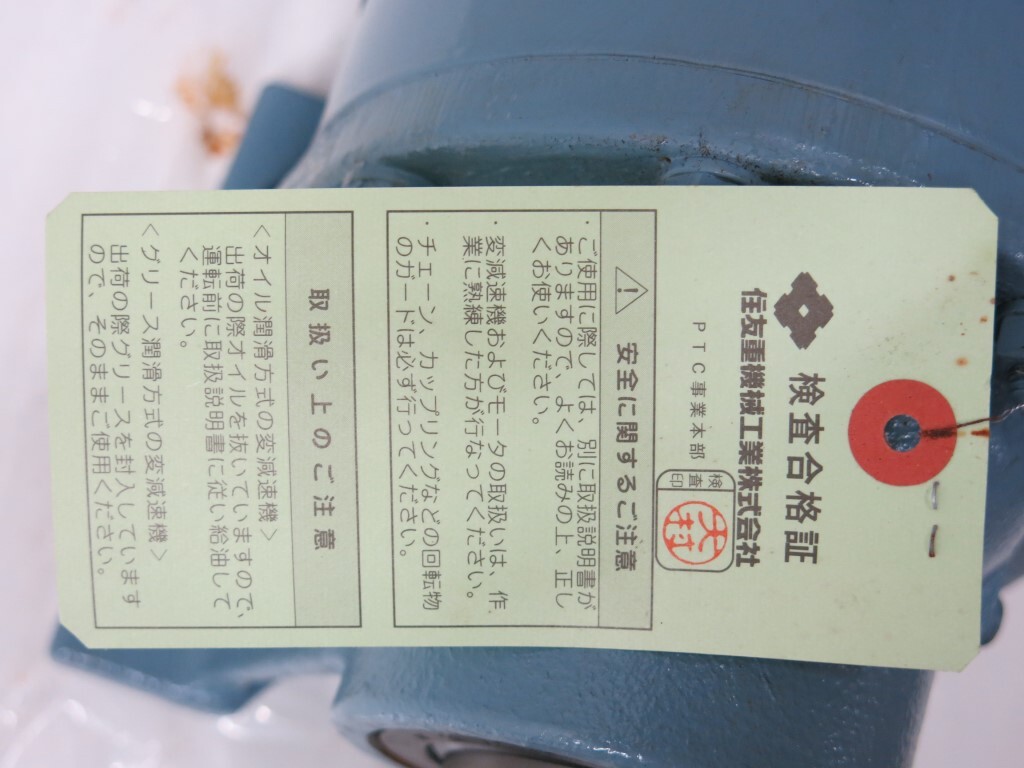 検査合格証
住友重機械工業株式会社
PTC事業本部
検査印
大村
安全に関するご注意
・ご使用に際しては、別に取扱説明書が
ありますので、よくお読みの上、正し
くお使いください。
・変減速機およびモータの取扱いは、作
業に熟練した方が行なってください。
・チェーン、カップリングなどの回転物
のガードは必ず行ってください。
取扱い上のご注意
<オイル潤滑方式の変減速機>
出荷の際オイルを抜いていますので、
運転前に取扱説明書に従い給油して
ください。
<グリース潤滑方式の変減速機>
出荷の際グリースを封入しています
ので、そのままご使用ください。